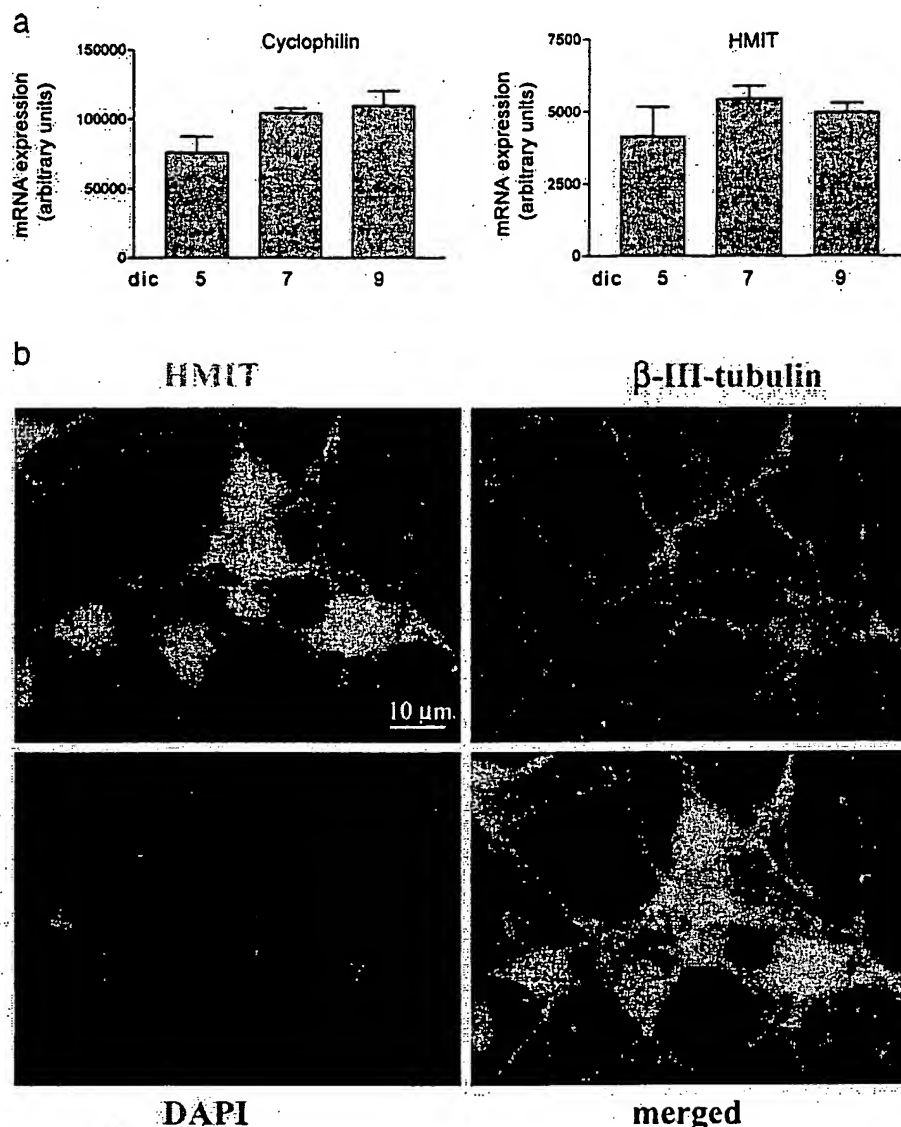 a
Cyclophilin
150000
100000
50000
0
mRNA expression
(arbitrary units)
dic 5 7 9
HMIT
7500
5000
2500
0
mRNA expression
(arbitrary units)
dic 5 7 9
b
HMIT
β-III-tubulin
10 µm
DAPI
merged